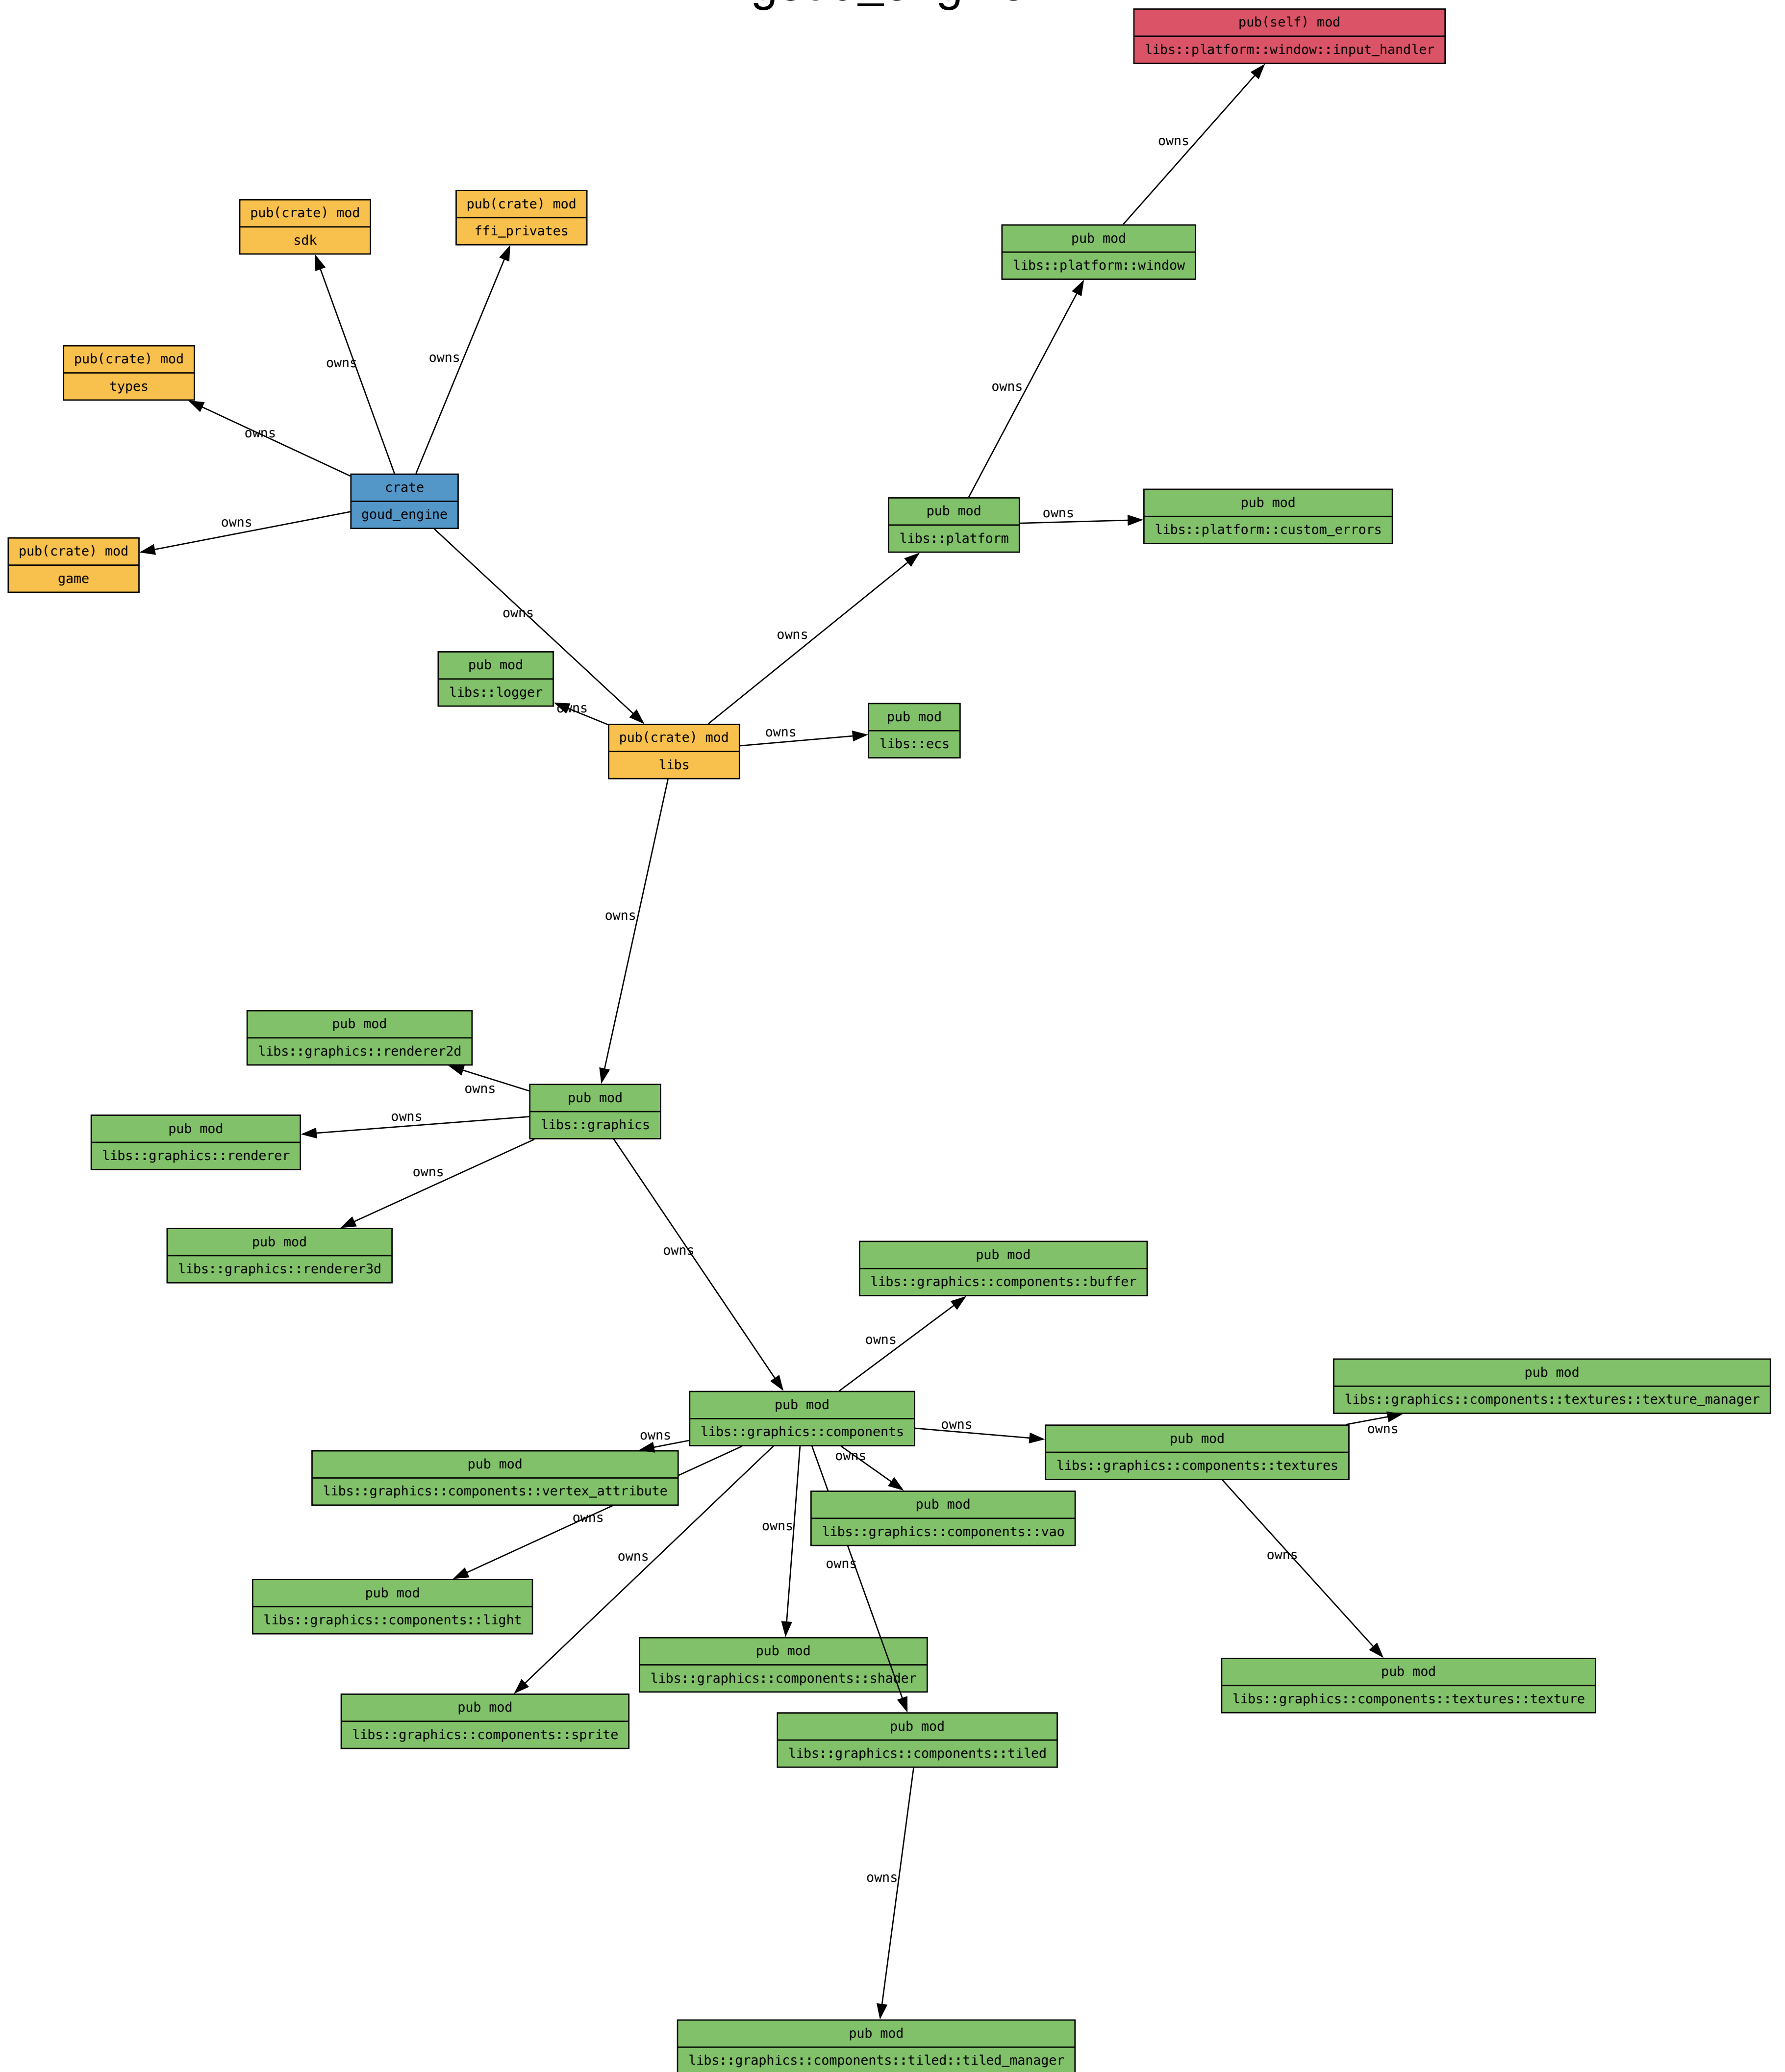 goud_engine
pub(self) mod
libs::platform::window::input_handler
owns
pub(crate) mod
sdk
pub(crate) mod
ffi_privates
pub mod
libs::platform::window
owns
owns
owns
pub(crate) mod
types
owns
crate
goud_engine
owns
pub(crate) mod
game
pub mod
libs::platform
owns
pub mod
libs::platform::custom_errors
owns
owns
pub mod
libs::logger
owns
pub(crate) mod
libs
owns
pub mod
libs::ecs
owns
pub mod
libs::graphics::renderer2d
owns
pub mod
libs::graphics
owns
pub mod
libs::graphics::renderer
owns
pub mod
libs::graphics::renderer3d
owns
pub mod
libs::graphics::components::buffer
owns
pub mod
libs::graphics::components::textures::texture_manager
pub mod
libs::graphics::components
owns
owns
pub mod
libs::graphics::components::textures
owns
owns
pub mod
libs::graphics::components::vertex_attribute
pub mod
libs::graphics::components::vao
owns
owns
owns
owns
owns
pub mod
libs::graphics::components::light
pub mod
libs::graphics::components::shader
pub mod
libs::graphics::components::textures::texture
pub mod
libs::graphics::components::sprite
pub mod
libs::graphics::components::tiled
owns
pub mod
libs::graphics::components::tiled::tiled_manager